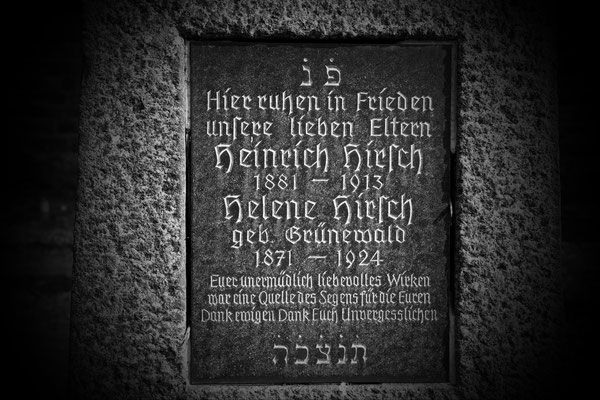 פ נ
Hier ruhen in Frieden
unsere lieben Eltern
Heinrich Hirsch
1881 – 1913
Helene Hirsch
geb. Grünewald
1871 – 1924
Euer unermüdlich liebevolles Wirken
war eine Quelle des Segens für die Euren
Dank ewigen Dank Euch Unvergesslichen
תנצבה